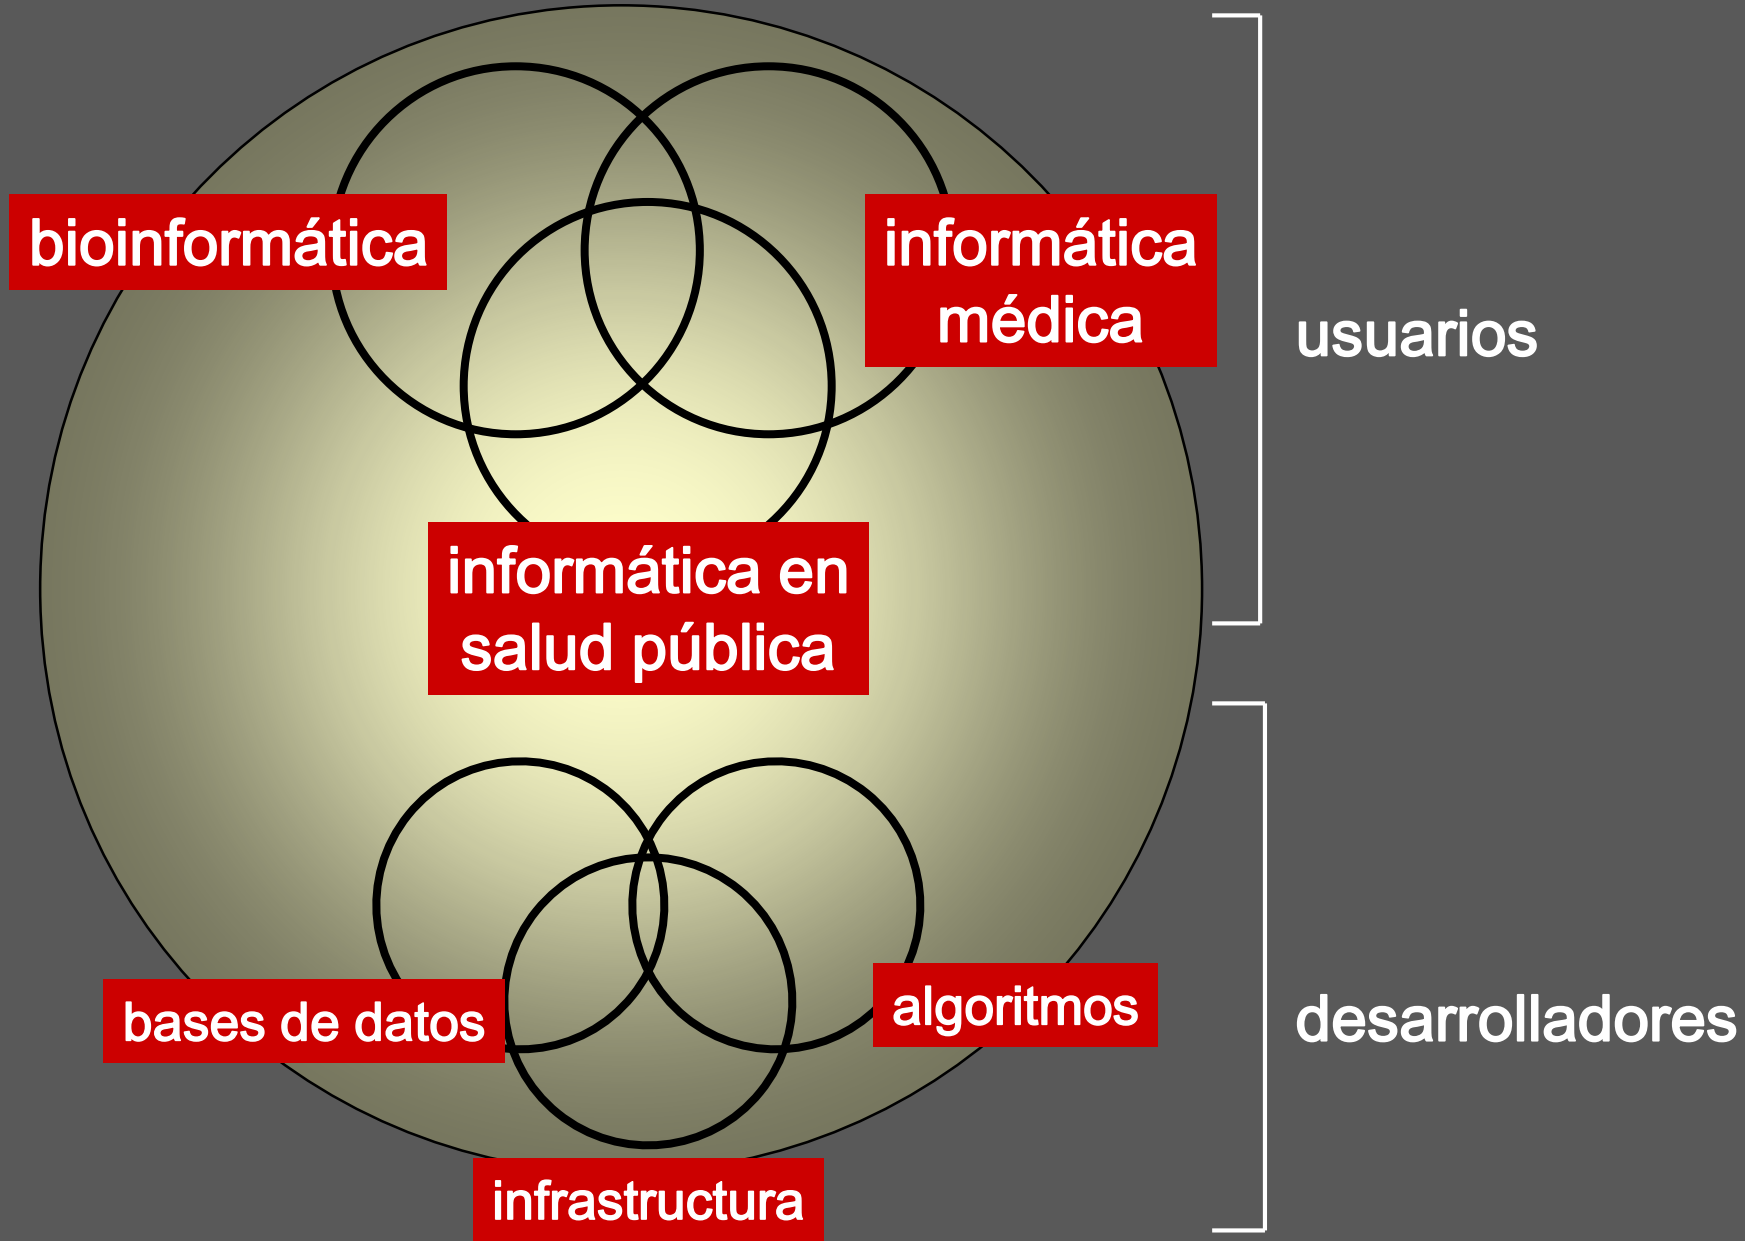 bioinformática
informática
médica
usuarios
informática en
salud pública
bases de datos
algoritmos
desarrolladores
infrastructura